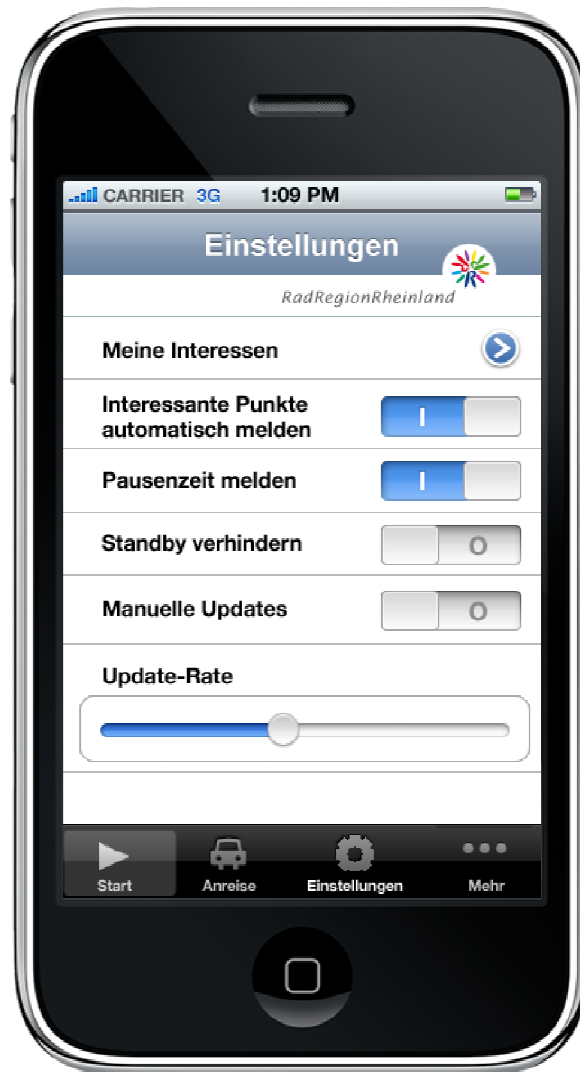 CARRIER 3G 1:09 PM
Einstellungen
RadRegionRheinland
Meine Interessen
Interessante Punkte
automatisch melden
I
Pausenzeit melden
I
Standby verhindern
O
Manuelle Updates
O
Update-Rate
Start Anreise Einstellungen Mehr